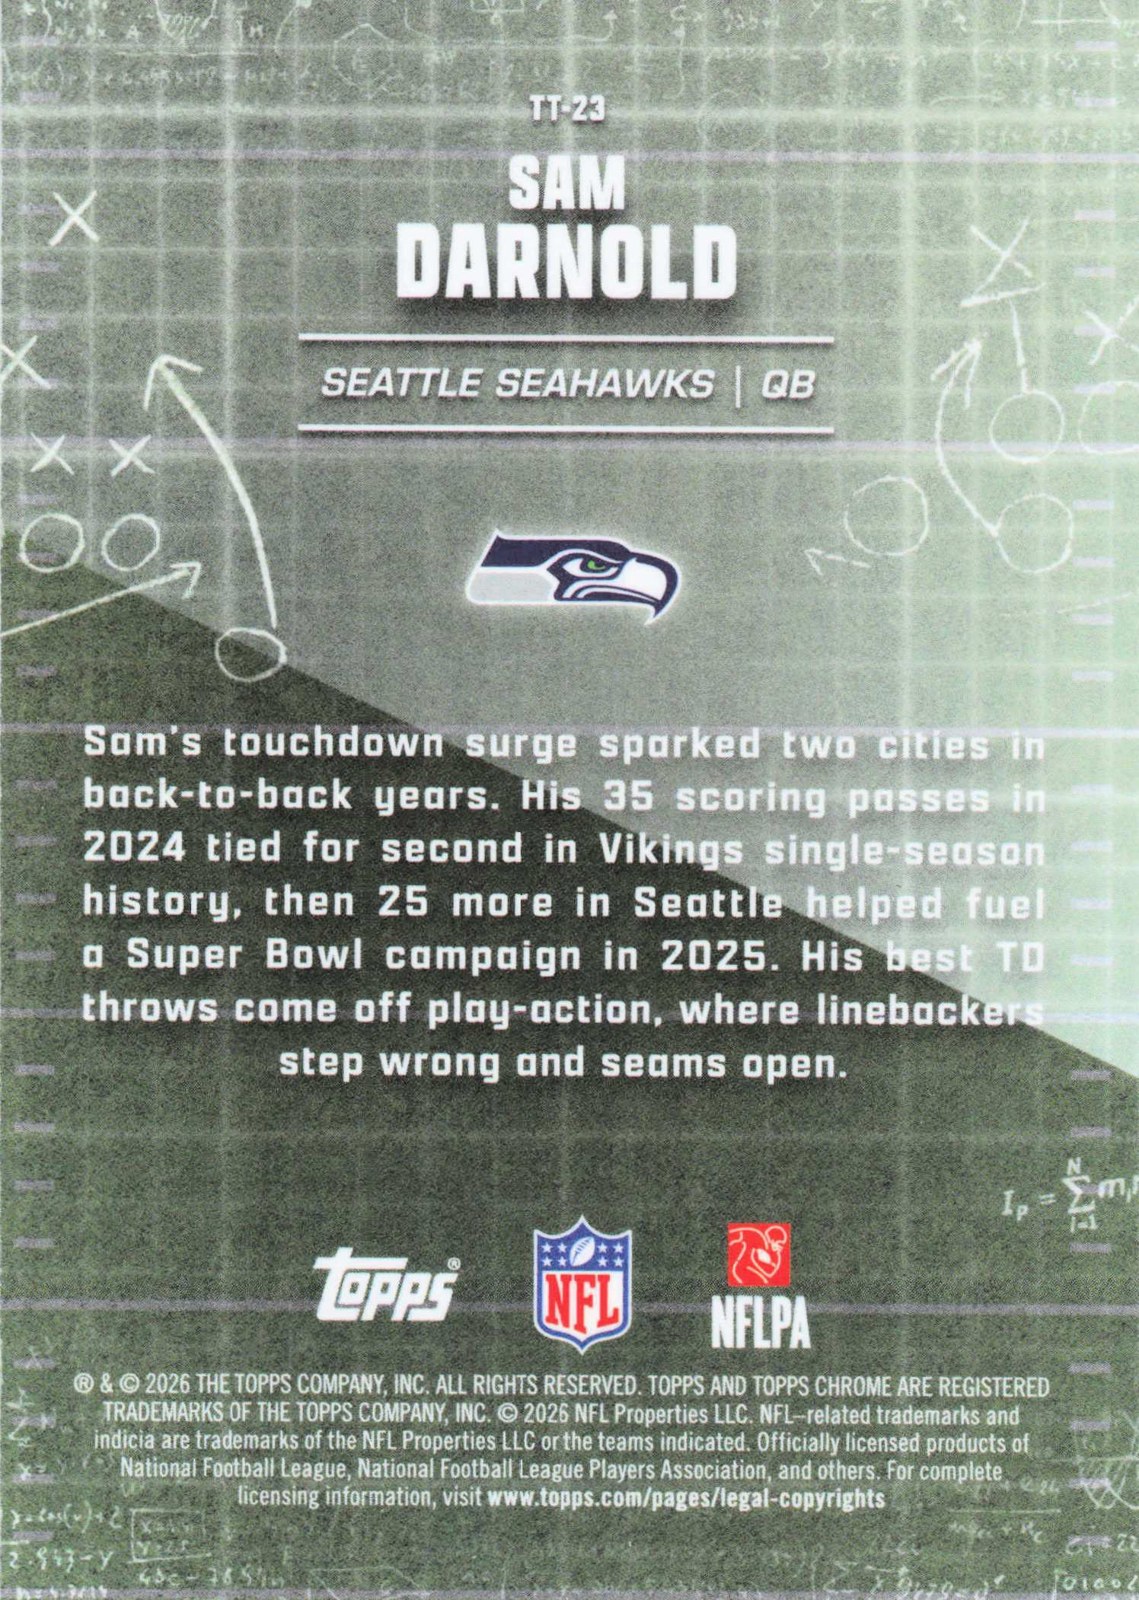 TT-23
SAM
DARNOLD
SEATTLE SEAHAWKS | QB
Sam's touchdown surge sparked two cities in
back-to-back years. His 35 scoring passes in
2024 tied for second in Vikings single-season
history, then 25 more in Seattle helped fuel
a Super Bowl campaign in 2025. His best TD
throws come off play-action, where linebackers
step wrong and seams open.
Topps®
NFL
NFLPA
® & © 2026 THE TOPPS COMPANY, INC. ALL RIGHTS RESERVED. TOPPS AND TOPPS CHROME ARE REGISTERED
TRADEMARKS OF THE TOPPS COMPANY, INC. © 2026 NFL Properties LLC. NFL–related trademarks and
indicia are trademarks of the NFL Properties LLC or the teams indicated. Officially licensed products of
National Football League, National Football League Players Association, and others. For complete
licensing information, visit www.topps.com/pages/legal-copyrights